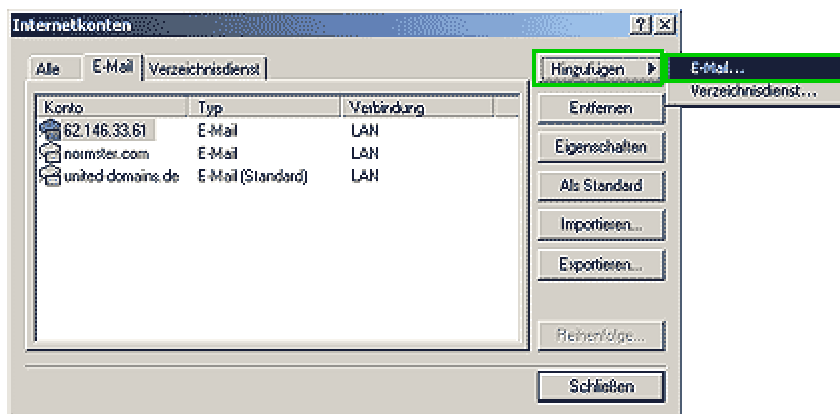 Internetkonten
Alle E-Mail Verzeichnisdienst
Konto Typ Verbindung
62.146.33.61 E-Mail LAN
normster.com E-Mail LAN
united-domains.de E-Mail (Standard) LAN
Hinzufügen
E-Mail...
Verzeichnisdienst...
Entfernen
Eigenschaften
Als Standard
Importieren...
Exportieren...
Reihenfolge...
Schließen